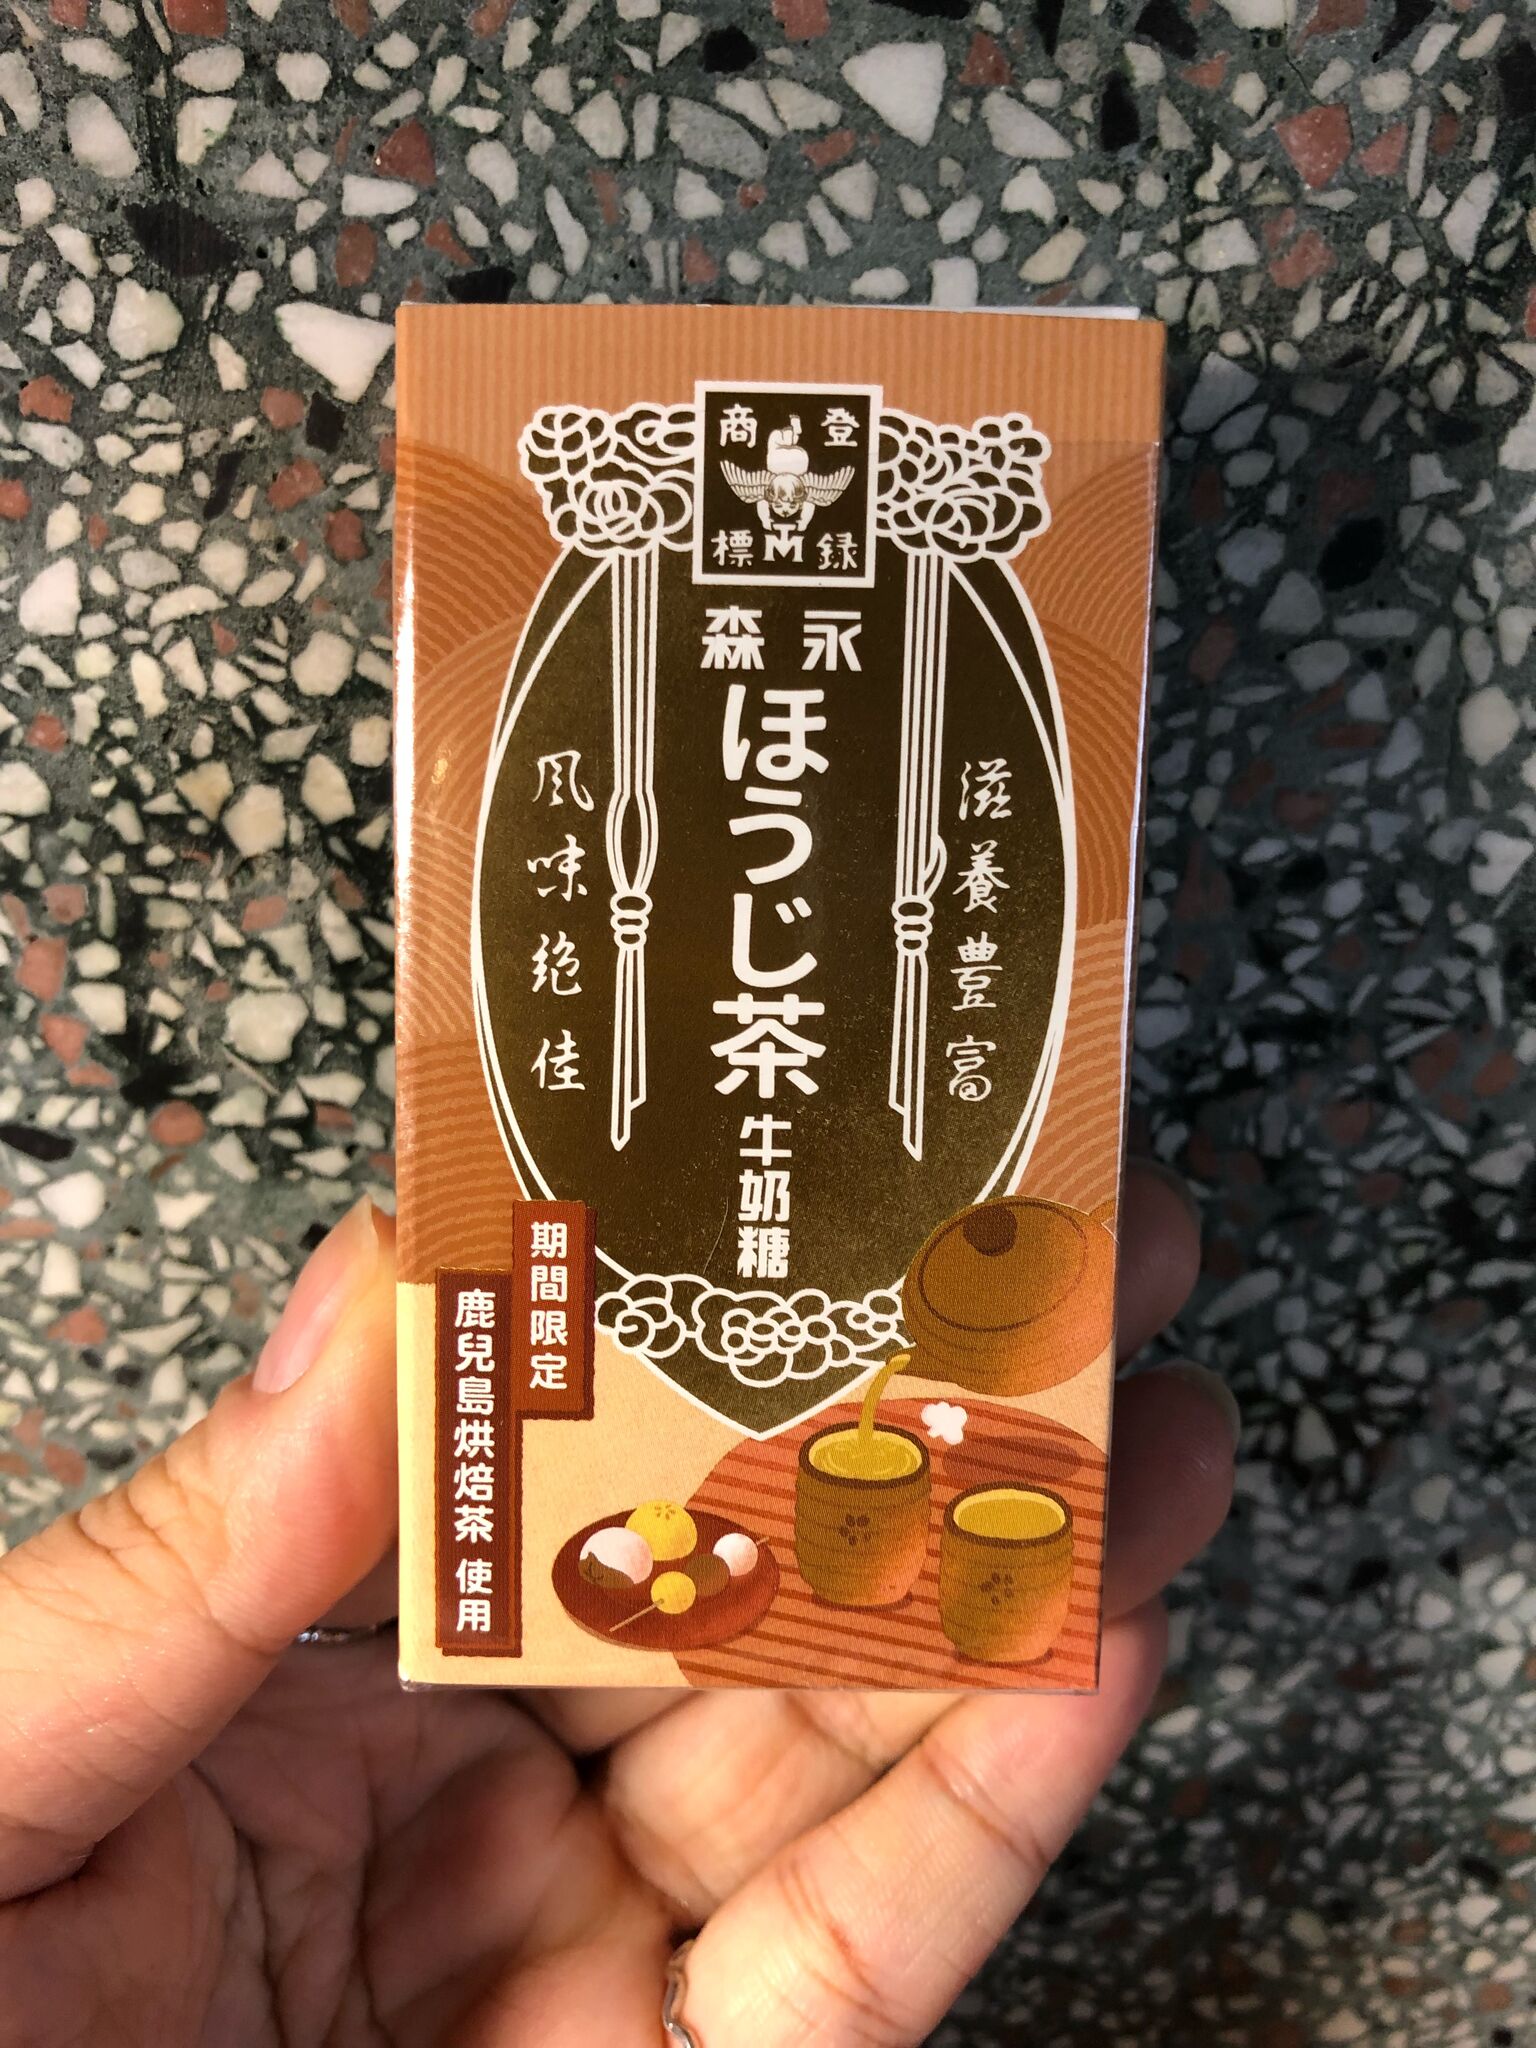 登録
商標
TM
森永
ほうじ茶
牛奶糖
滋養豊富
風味絶佳
期間限定
鹿兒島烘焙茶 使用